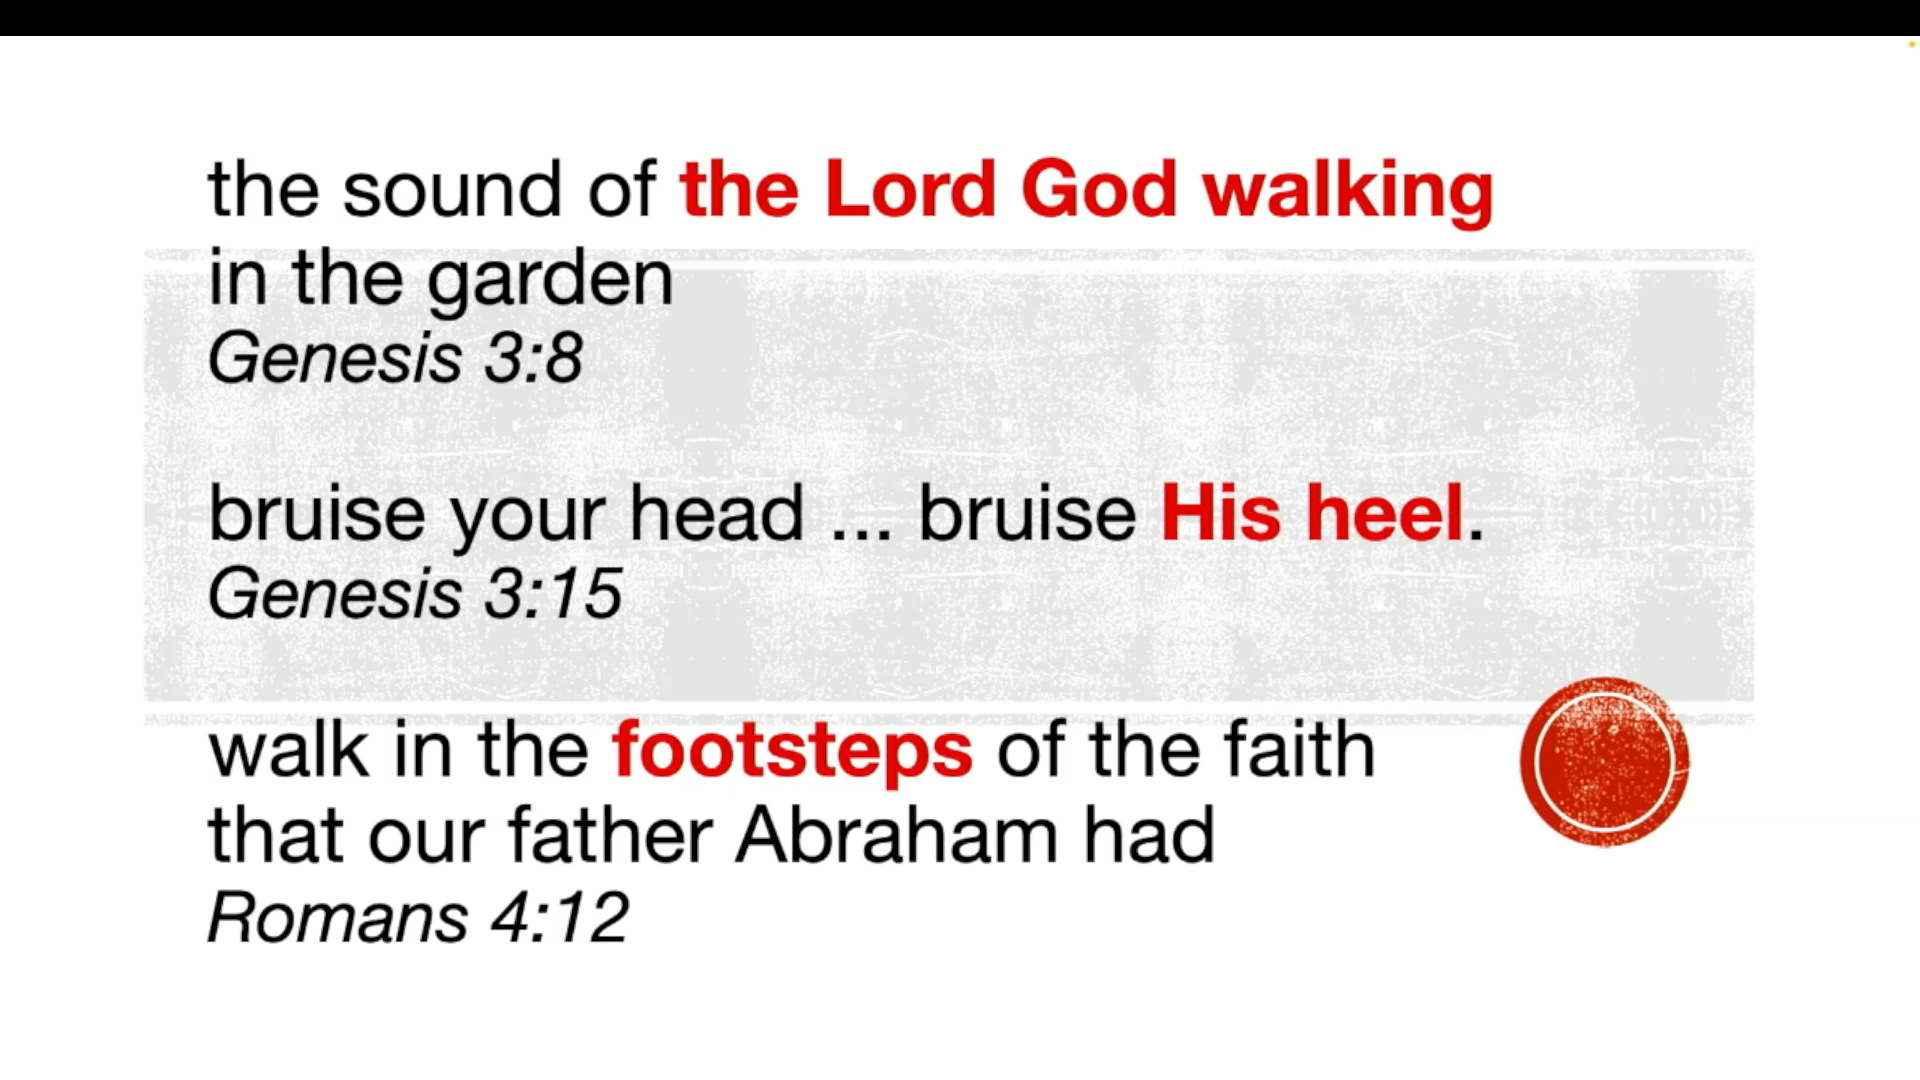 the sound of the Lord God walking
in the garden
Genesis 3:8
bruise your head ... bruise His heel.
Genesis 3:15
walk in the footsteps of the faith
that our father Abraham had
Romans 4:12